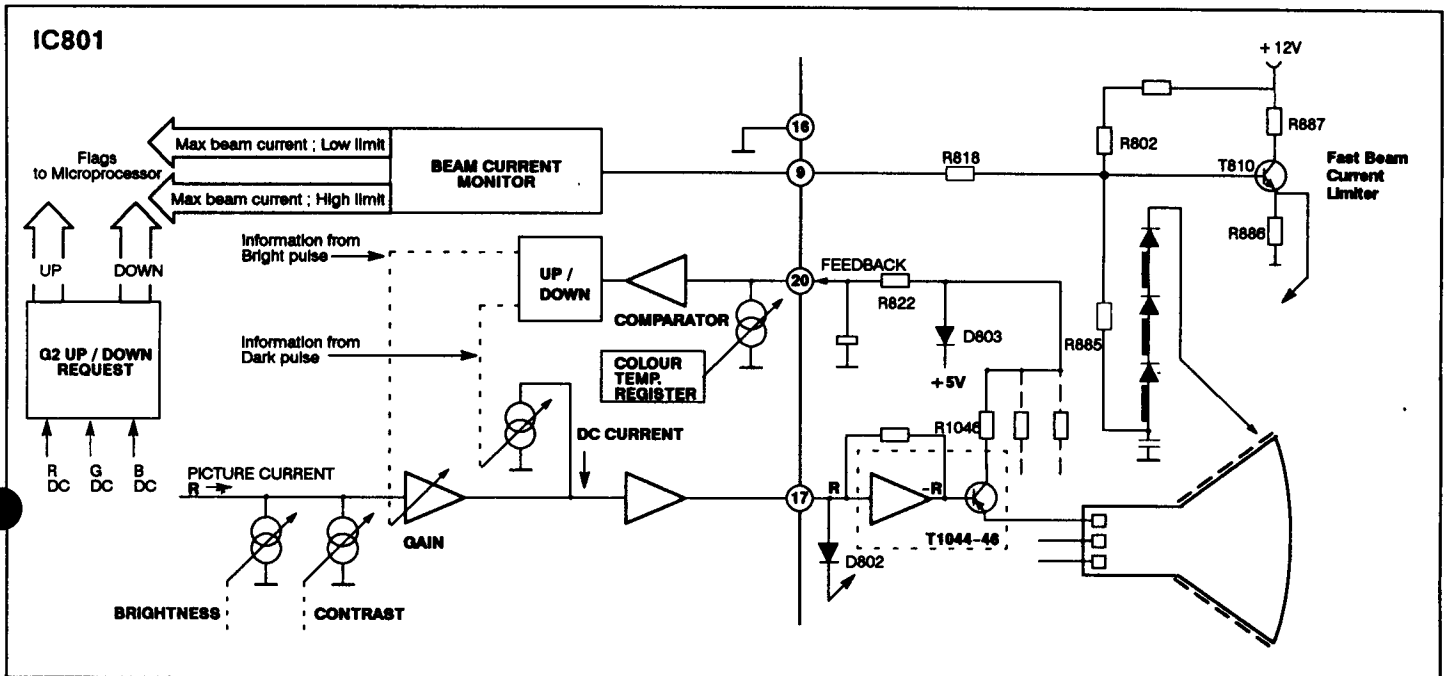 IC801
+ 12V
R887
T810
Fast Beam
Current
Limiter
R886
R802
R818
R885
16
9
Flags
to Microprocessor
Max beam current ; Low limit
Max beam current ; High limit
BEAM CURRENT
MONITOR
UP
DOWN
G2 UP / DOWN
REQUEST
R
DC
G
DC
B
DC
Information from
Bright pulse
Information from
Dark pulse
UP /
DOWN
COMPARATOR
COLOUR
TEMP.
REGISTER
20
FEEDBACK
R822
D803
+ 5V
R1046
DC CURRENT
PICTURE CURRENT
R
GAIN
BRIGHTNESS
CONTRAST
17
R
-R
D802
T1044-46